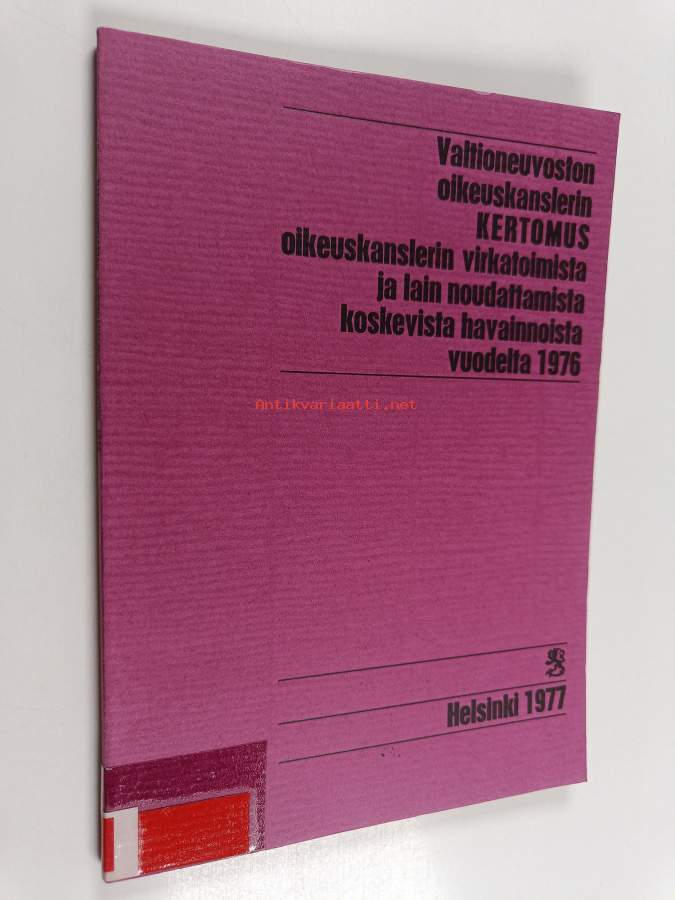 Valtioneuvoston
oikeuskanslerin
KERTOMUS
oikeuskanslerin virkatoimista
ja lain noudattamista
koskevista havainnoista
vuodelta 1976
Antikvariaatti.net
Helsinki 1977